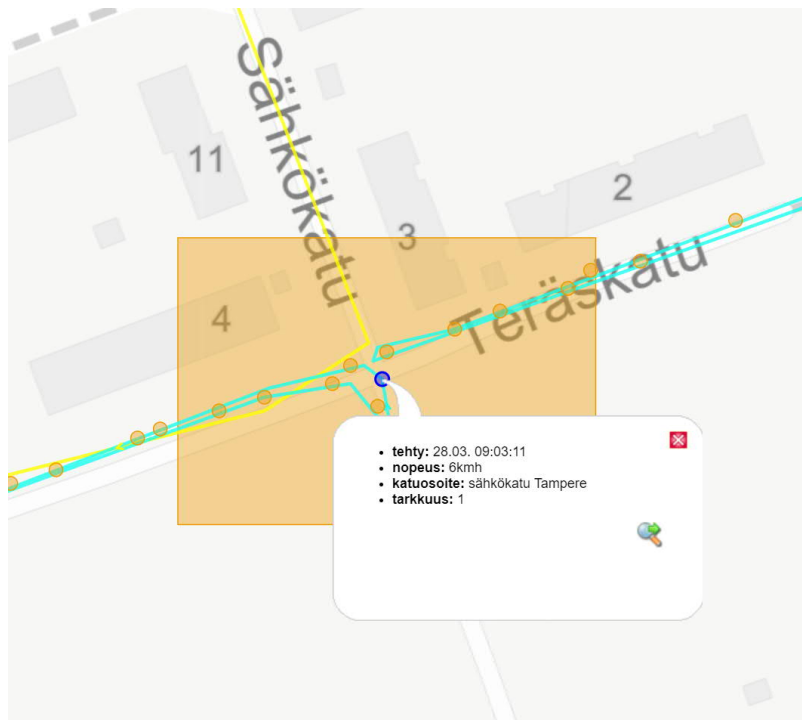 Sähkökatu
11
2
3
Teräskatu
4
tehty: 28.03. 09:03:11
nopeus: 6kmh
katuosoite: sähkökatu Tampere
tarkkuus: 1